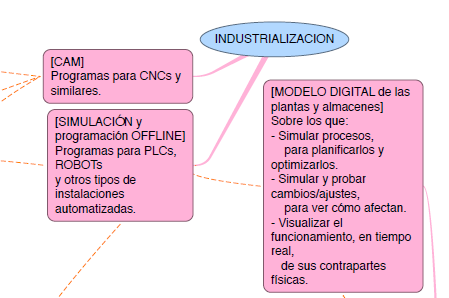 INDUSTRIALIZACION
[CAM]
Programas para CNCs y
similares.
[SIMULACIÓN y
programación OFFLINE]
Programas para PLCs,
ROBOTs
y otros tipos de
instalaciones
automatizadas.
[MODELO DIGITAL de las
plantas y almacenes]
Sobre los que:
- Simular procesos,
para planificarlos y
optimizarlos.
- Simular y probar
cambios/ajustes,
para ver cómo afectan.
- Visualizar el
funcionamiento, en tiempo
real,
de sus contrapartes
físicas.